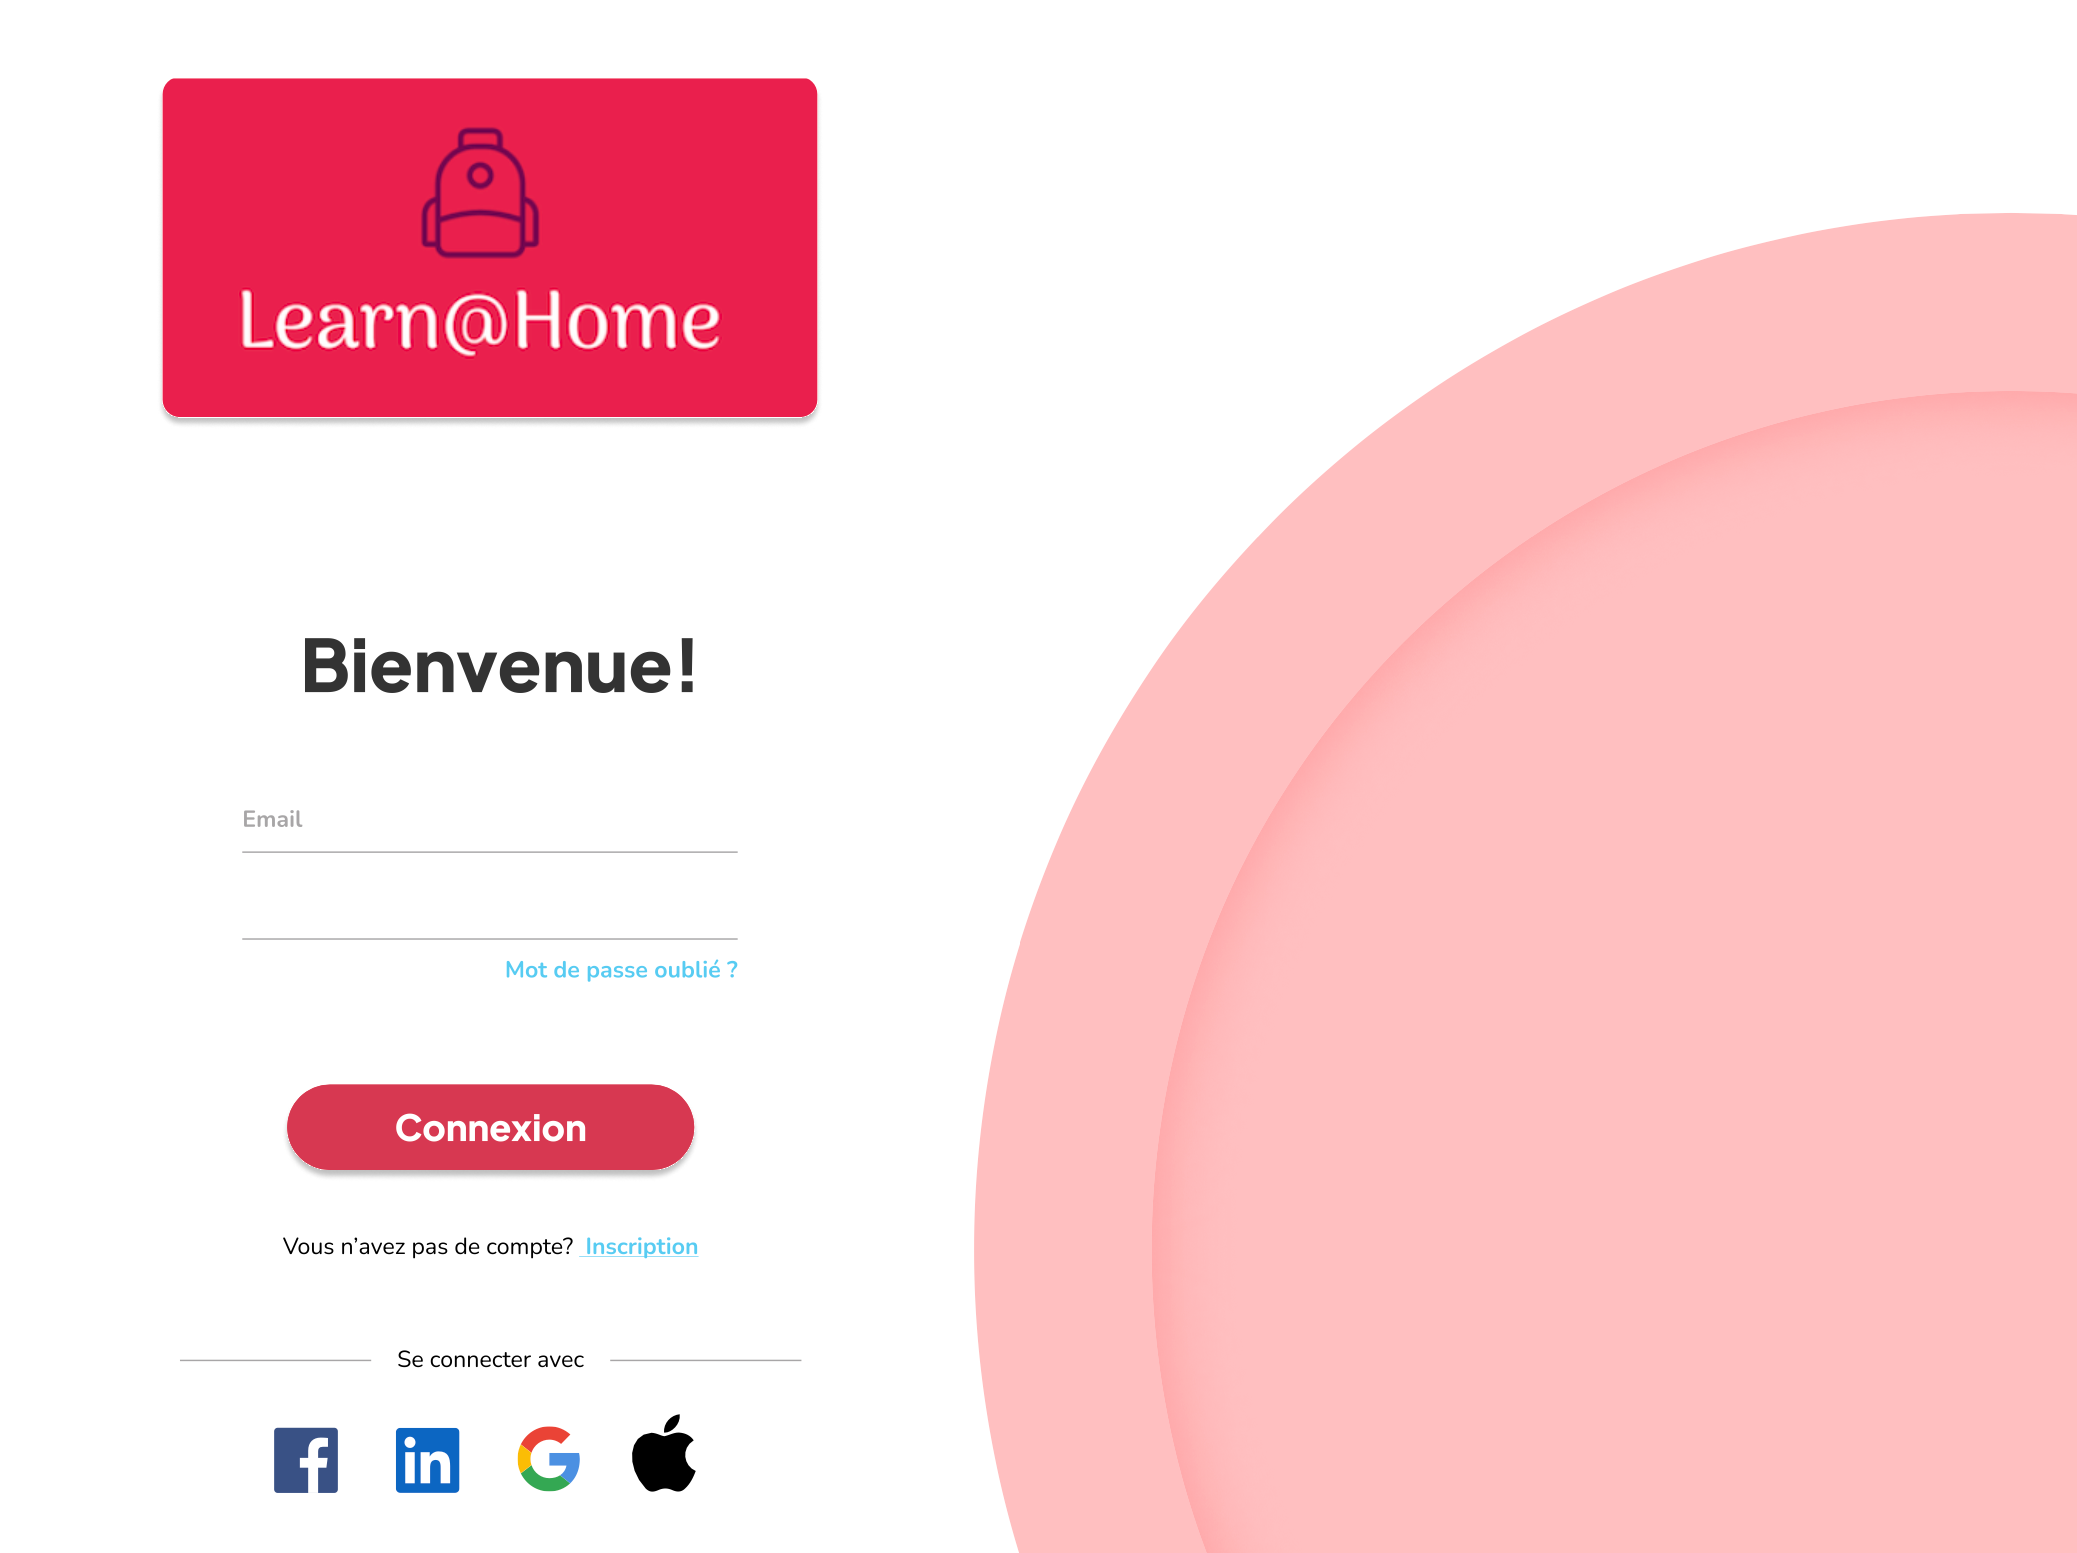 Learn@Home
Bienvenue!
Email
Mot de passe oublié ?
Connexion
Vous n’avez pas de compte? Inscription
Se connecter avec